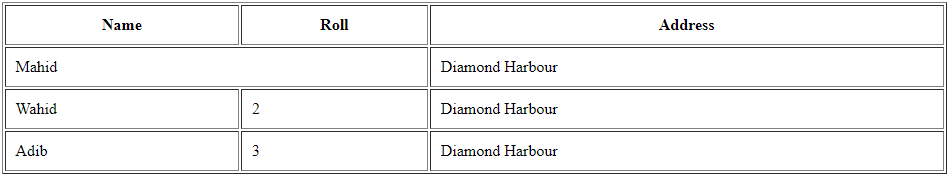 Name Roll Address
Mahid Diamond Harbour
Wahid 2 Diamond Harbour
Adib 3 Diamond Harbour